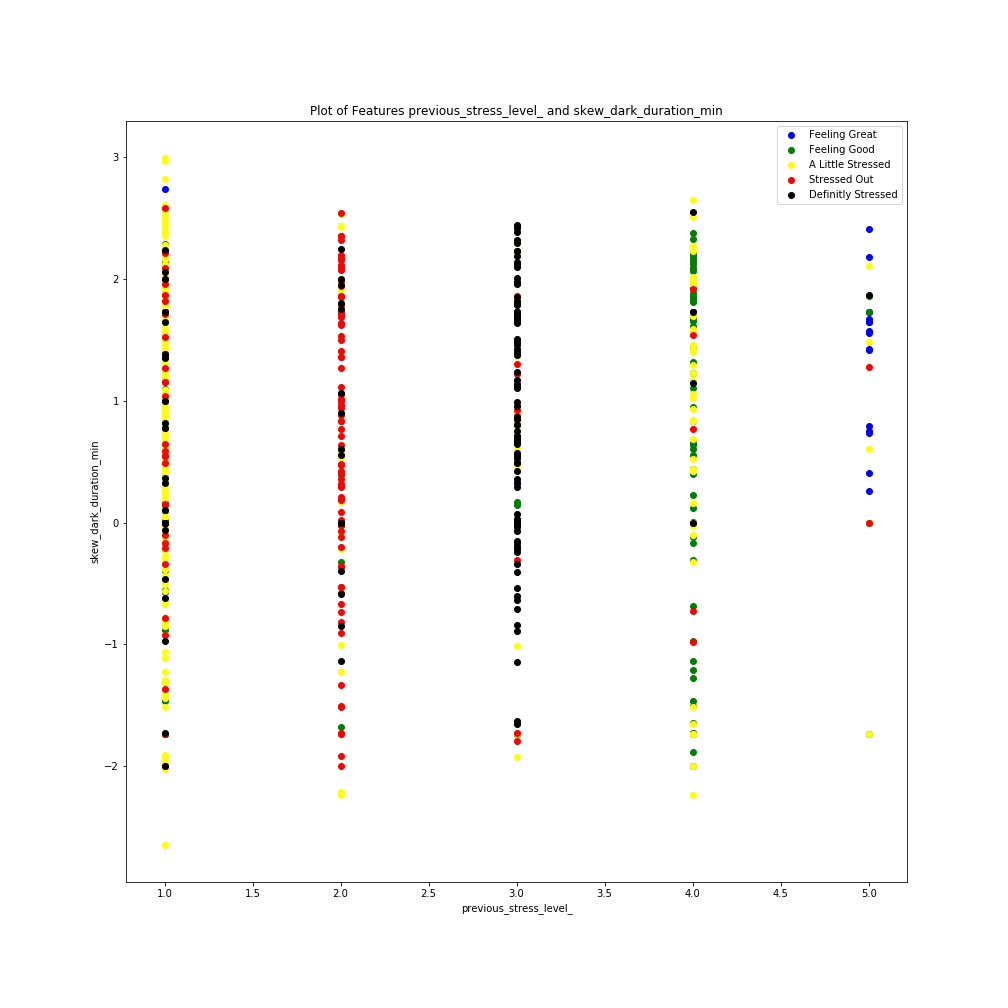 Plot of Features previous_stress_level_ and skew_dark_duration_min
Feeling Great
Feeling Good
A Little Stressed
Stressed Out
Definitly Stressed
skew_dark_duration_min
3
2
1
0
−1
−2
1.0 1.5 2.0 2.5 3.0 3.5 4.0 4.5 5.0
previous_stress_level_